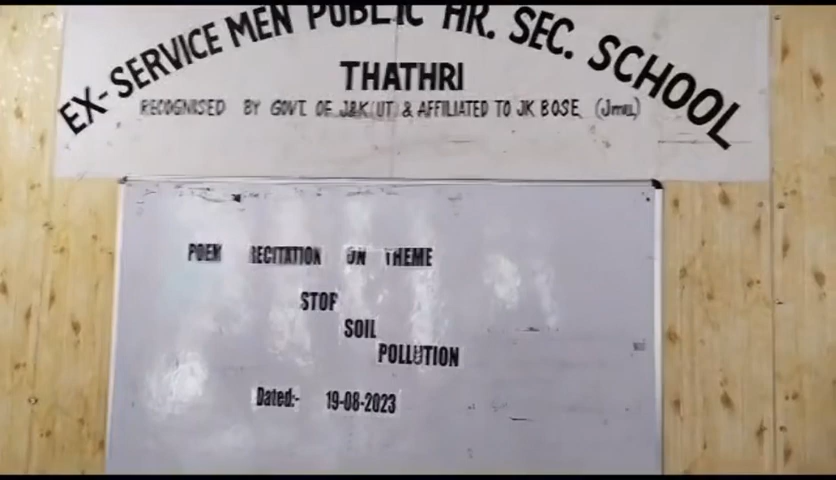 EX-SERVICE MEN PUBLIC HR. SEC. SCHOOL
THATHRI
RECOGNISED BY GOVT. OF J&K(UT) & AFFILIATED TO JK BOSE (Jmu)
POEM RECITATION ON THEME
STOP
SOIL
POLLUTION
Dated:- 19-08-2023